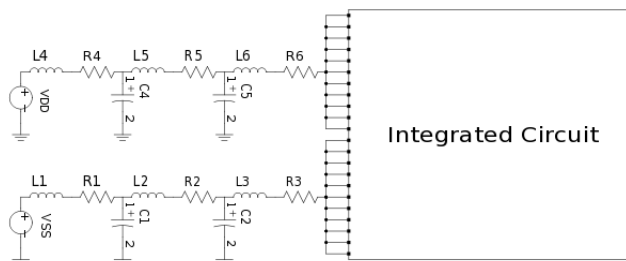 L4 R4 L5 R5 L6 R6
VDD 1 + C4 2 1 + C5 2
Integrated Circuit
L1 R1 L2 R2 L3 R3
VSS 1 + C1 2 1 + C2 2